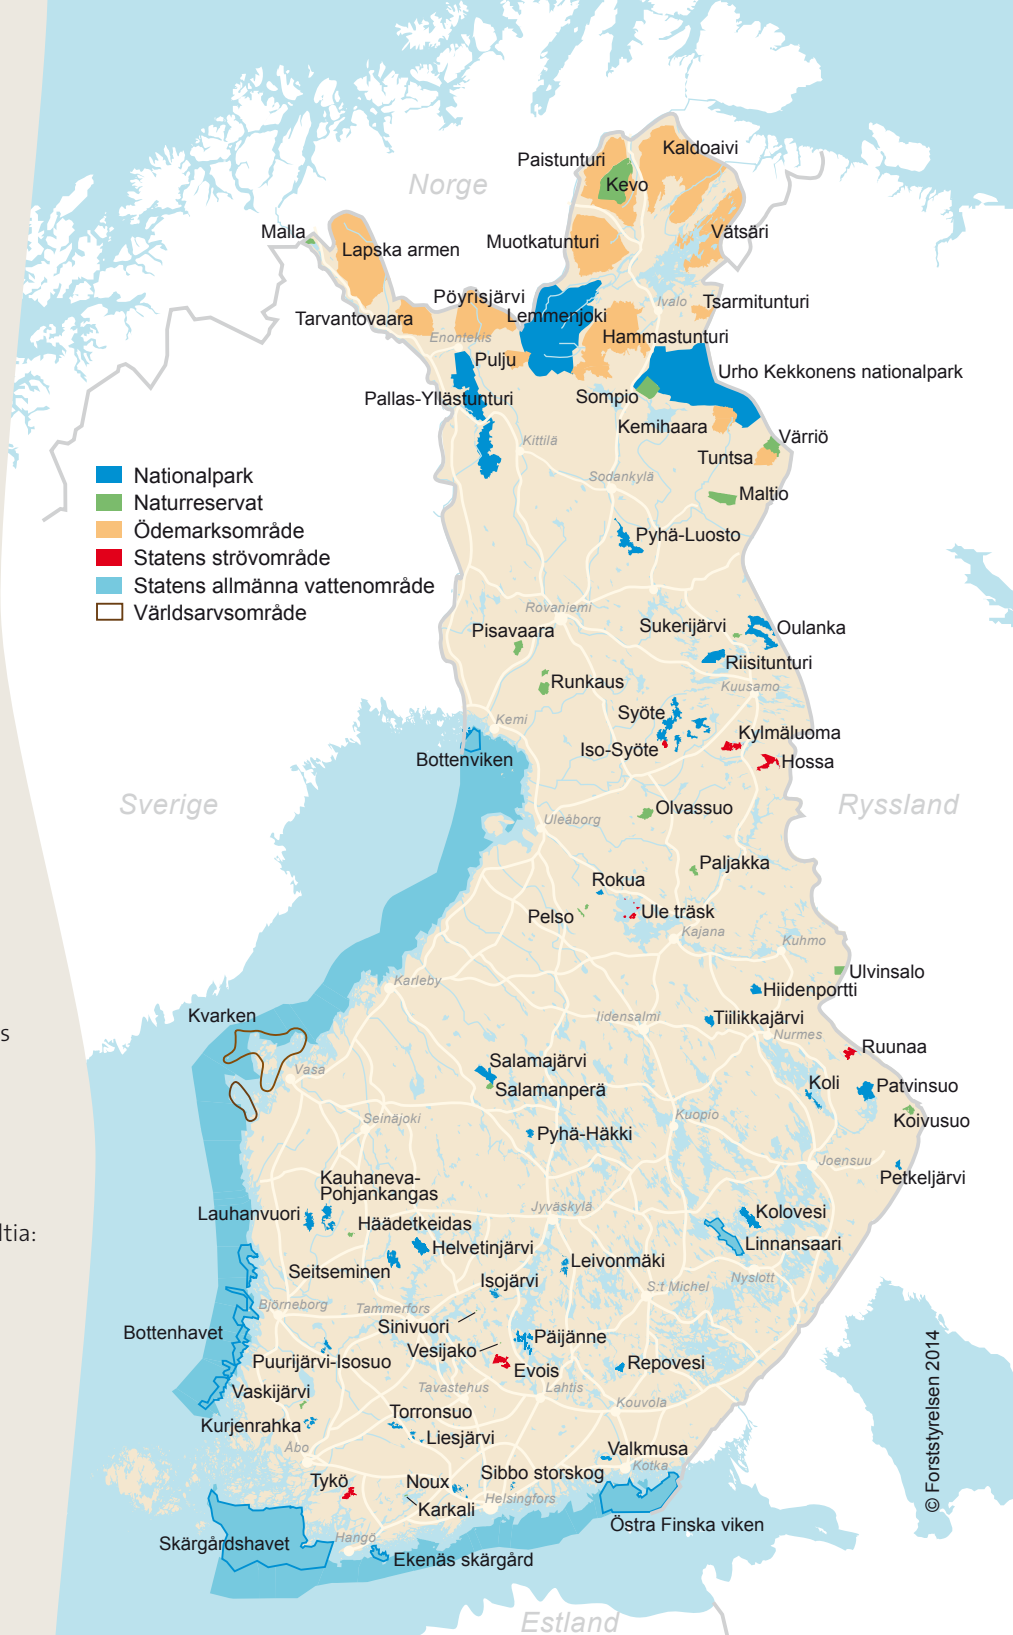 Norge
Paistunturi
Kaldoaivi
Kevo
Malla
Lapska armen
Muotkatunturi
Vätsäri
Pöyrisjärvi
Ivalo
Tsarmitunturi
Tarvantovaara
Lemmenjoki
Enontekis
Hammastunturi
Pulju
Urho Kekkonens nationalpark
Pallas-Yllästunturi
Sompio
Kemihaara
Värriö
Kittilä
Tuntsa
Sodankylä
Maltio
Nationalpark
Naturreservat
Ödemarksområde
Statens strövområde
Statens allmänna vattenområde
Världsarvsområde
Pyhä-Luosto
Rovaniemi
Pisavaara
Sukerijärvi
Oulanka
Riisitunturi
Runkaus
Kuusamo
Kemi
Syöte
Bottenviken
Iso-Syöte
Kylmäluoma
Hossa
Sverige
Ryssland
Uleåborg
Olvassuo
Paljakka
Rokua
Pelso
Ule träsk
Kajana
Kuhmo
Karleby
Ulvinsalo
Hiidenportti
Kvarken
Iidensalmi
Tiilikkajärvi
Nurmes
s
Ruunaa
Vasa
Salamajärvi
Salamanperä
Koli
Patvinsuo
Seinäjoki
Kuopio
Koivusuo
Pyhä-Häkki
Joensuu
Petkeljärvi
Kauhaneva-
Pohjankangas
Lauhanvuori
Jyväskylä
Kolovesi
Häädetkeidas
ltia:
Helvetinjärvi
Linnansaari
Seitseminen
Leivonmäki
Isojärvi
S:t Michel
Nyslott
Björneborg
Tammerfors
Sinivuori
Bottenhavet
Vesijako
Päijänne
Puurijärvi-Isosuo
Evois
Repovesi
Vaskijärvi
Tavastehus
Lahtis
Kouvola
Kurjenrahka
Torronsuo
Liesjärvi
Åbo
Valkmusa
Kotka
Tykö
Noux
Sibbo storskog
Karkali
Helsingfors
Östra Finska viken
Hangö
Skärgårdshavet
Ekenäs skärgård
Estland
© Forststyrelsen 2014